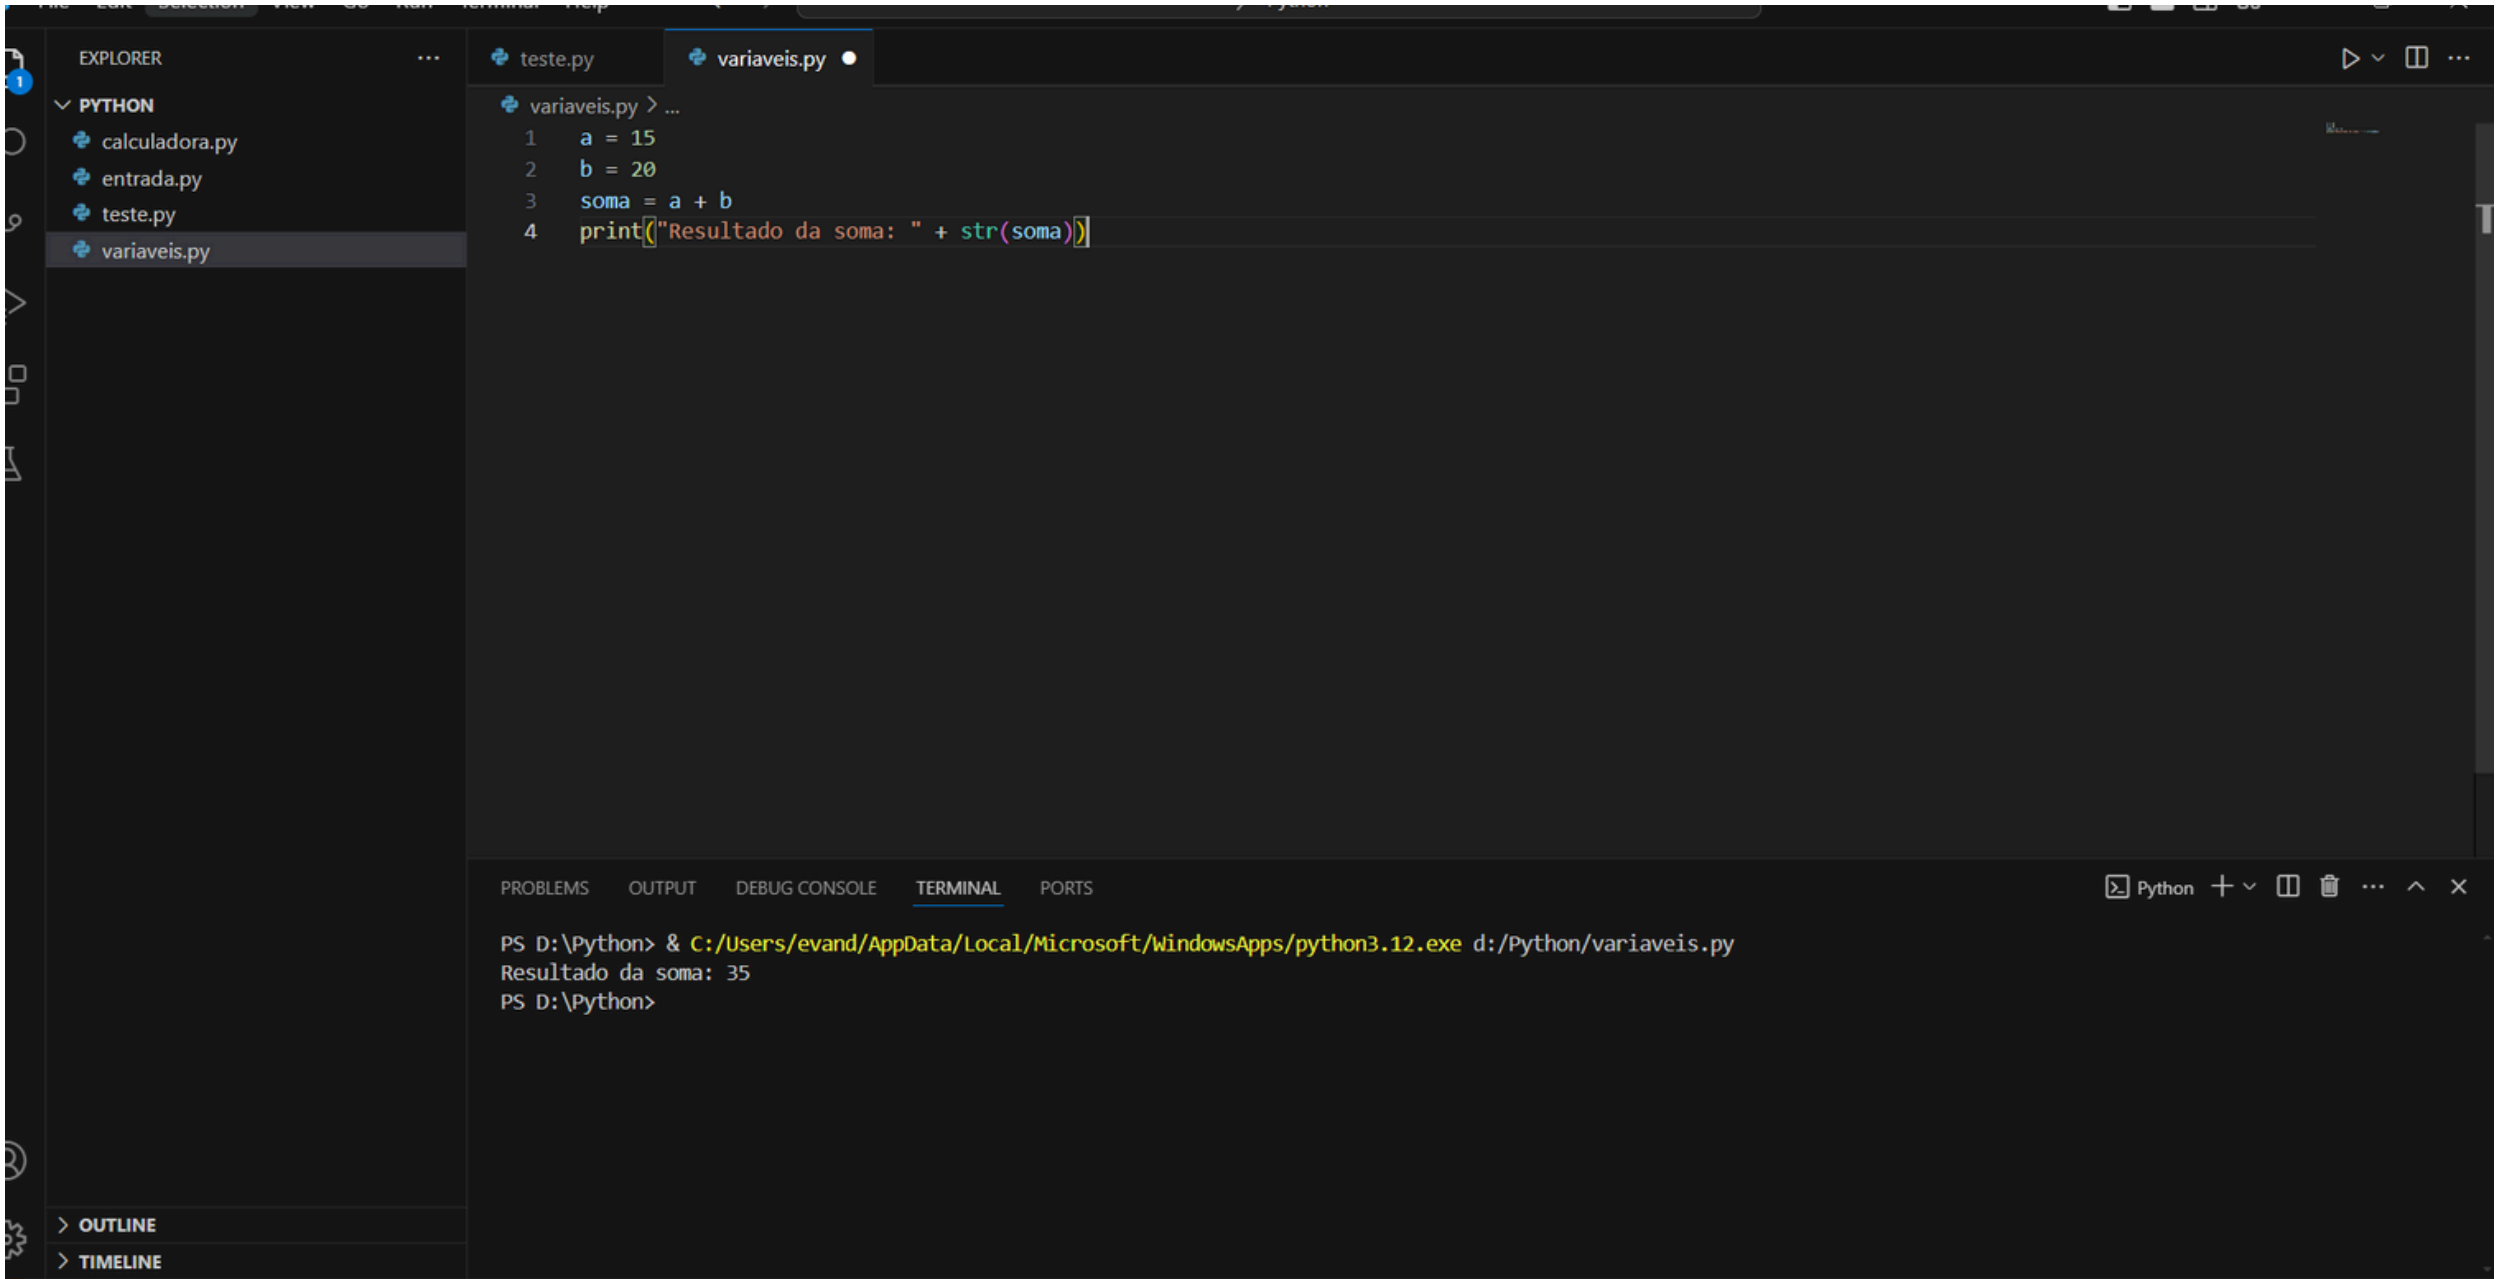 Python
EXPLORER ...
teste.py
variaveis.py
1
PYTHON
calculadora.py
entrada.py
teste.py
variaveis.py
variaveis.py > ...
1 a = 15
2 b = 20
3 soma = a + b
4 print("Resultado da soma: " + str(soma))
PROBLEMS OUTPUT DEBUG CONSOLE TERMINAL PORTS
Python
PS D:\Python> & C:/Users/evand/AppData/Local/Microsoft/WindowsApps/python3.12.exe d:/Python/variaveis.py
Resultado da soma: 35
PS D:\Python>
OUTLINE
TIMELINE